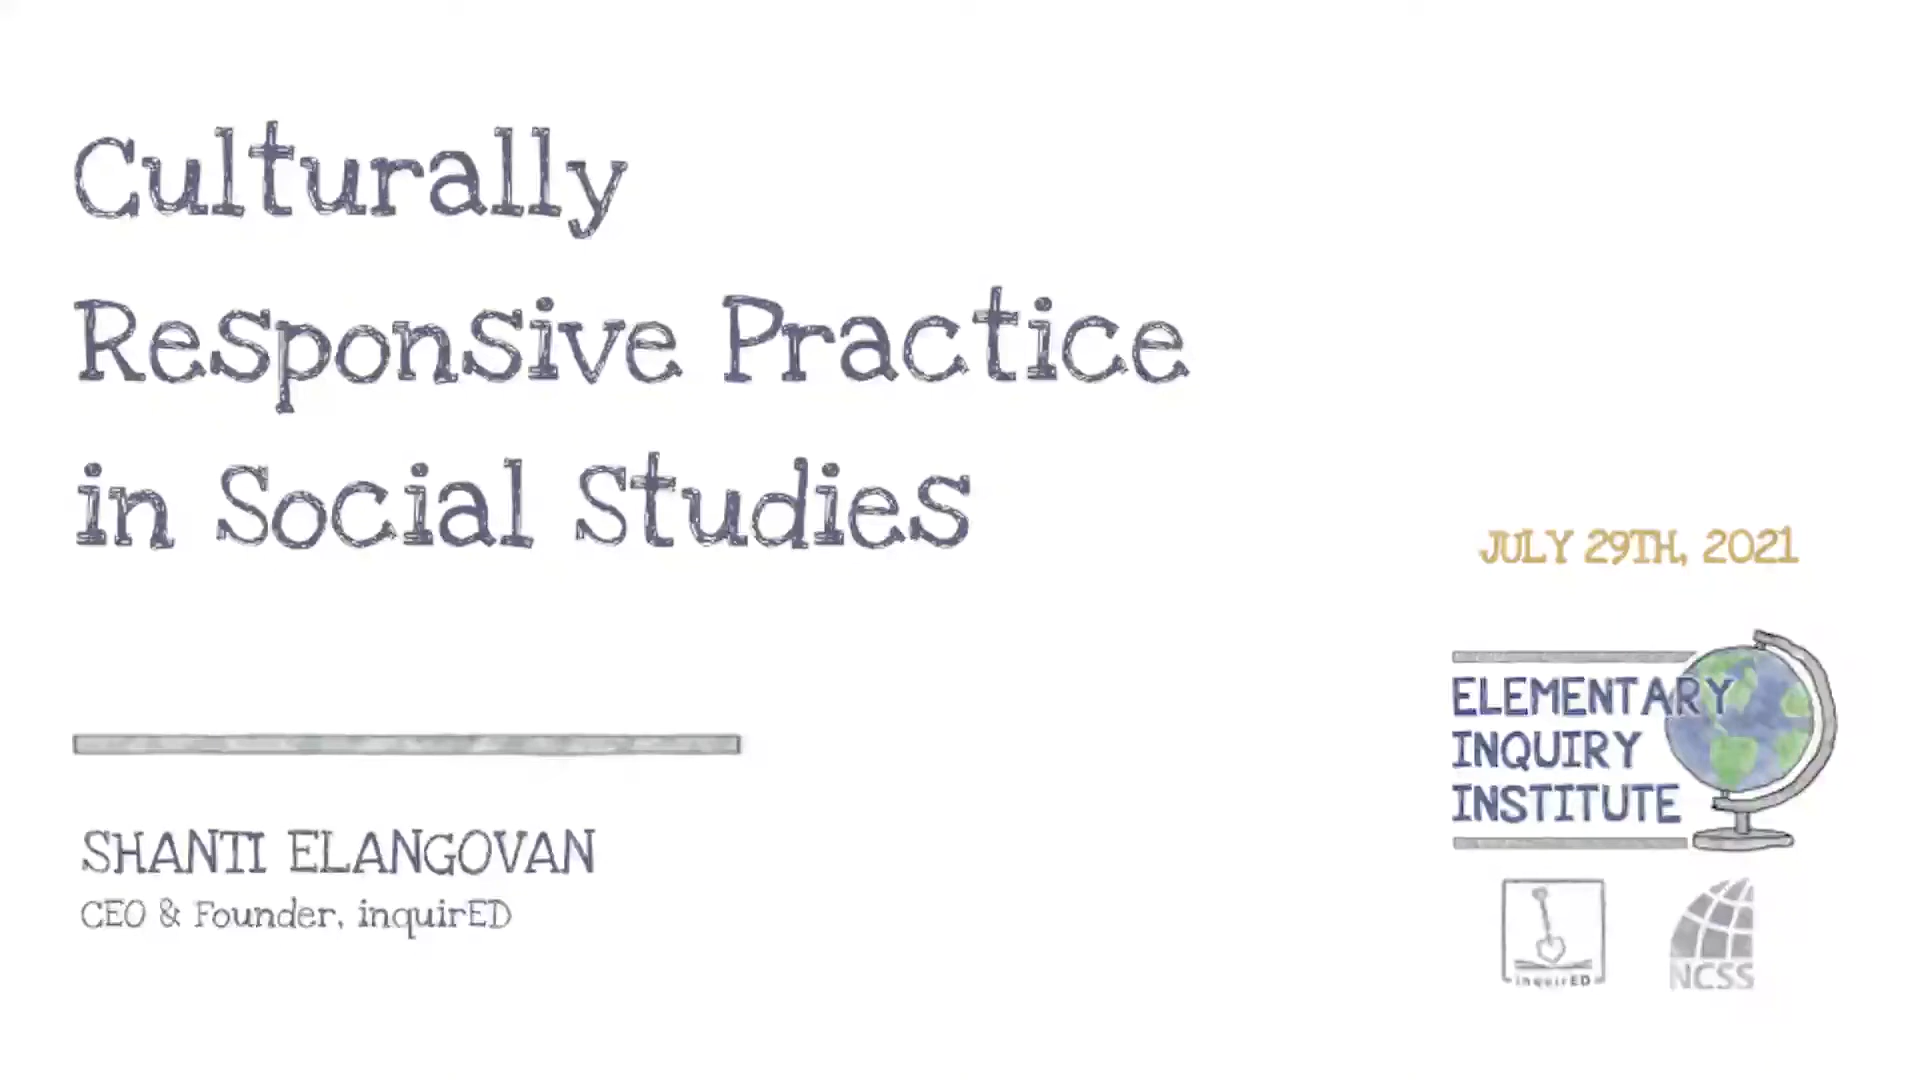 Culturally
Responsive Practice
in Social Studies
JULY 29TH, 2021
ELEMENTARY
INQUIRY
INSTITUTE
SHANTI ELANGOVAN
CEO & Founder, inquirED
inquirED
NCSS